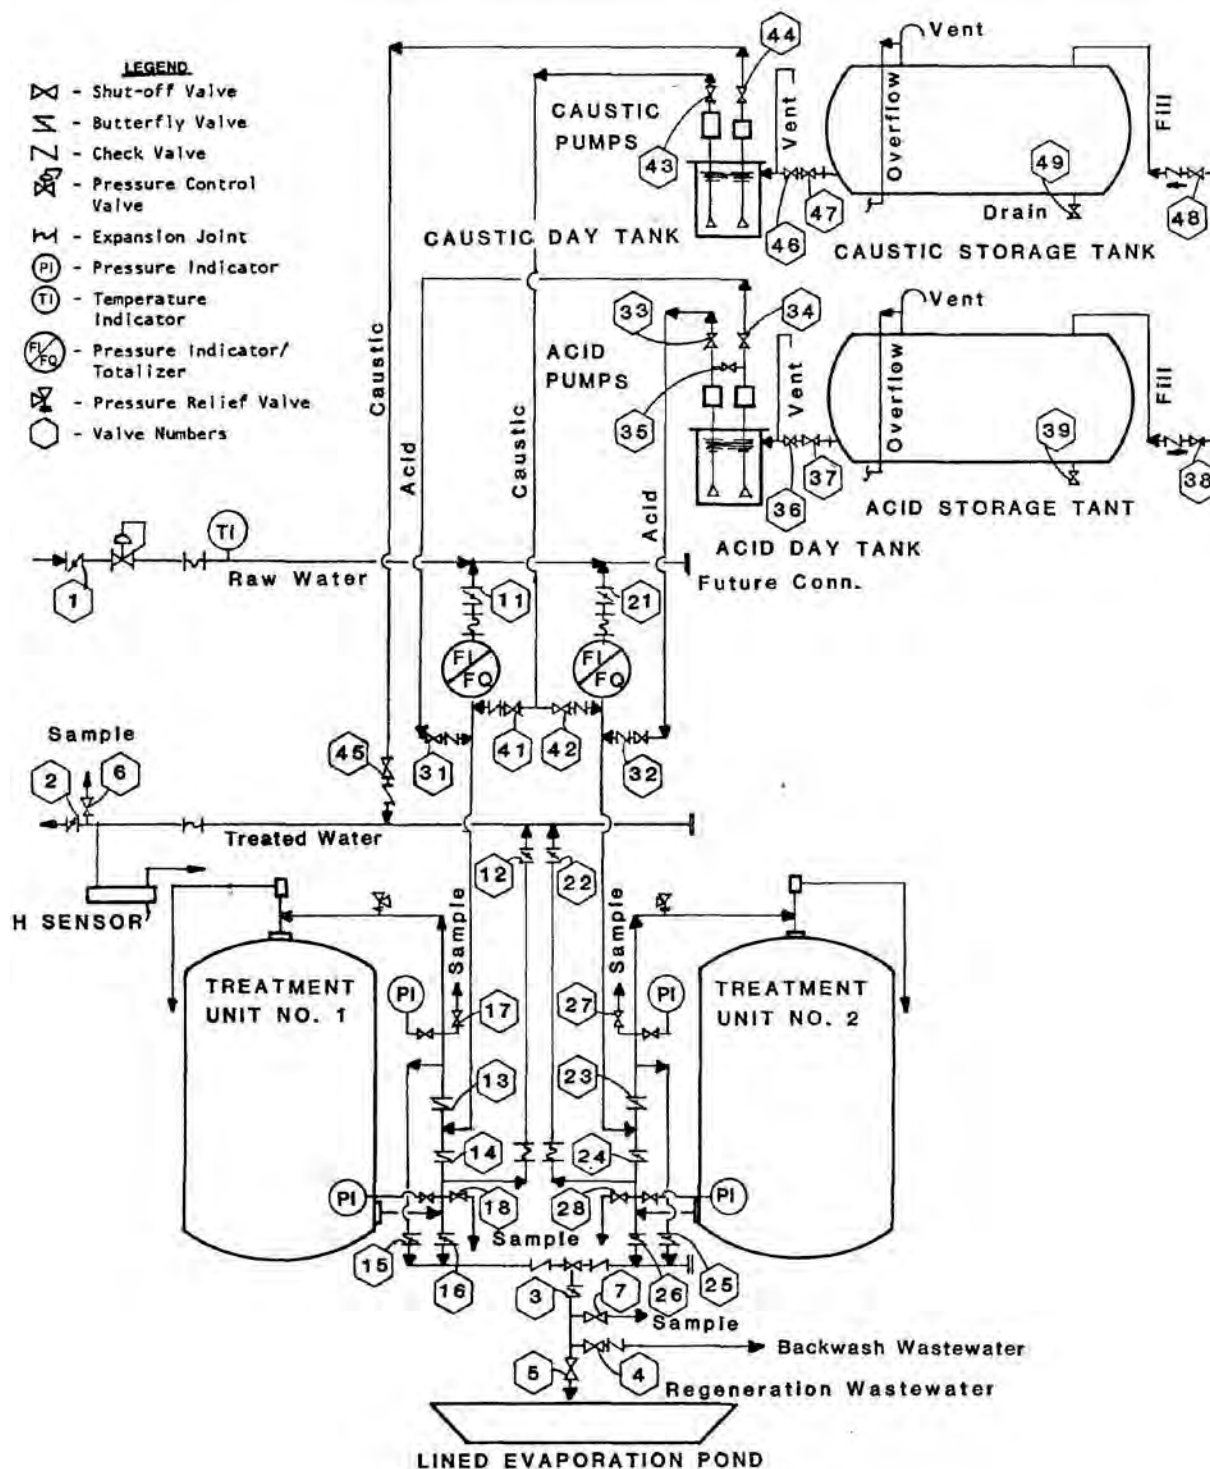 LEGEND
- Shut-off Valve
- Butterfly Valve
- Check Valve
- Pressure Control
Valve
- Expansion Joint
PI - Pressure Indicator
TI - Temperature
Indicator
FI/FQ - Pressure Indicator/
Totalizer
- Pressure Relief Valve
- Valve Numbers
44
Vent
CAUSTIC
PUMPS
43
Vent
Overflow
Fill
49
Drain
46
47
48
CAUSTIC DAY TANK
CAUSTIC STORAGE TANK
Caustic
Acid
Caustic
33
34
Vent
ACID
PUMPS
35
Vent
Overflow
Fill
39
36
37
38
ACID STORAGE TANT
ACID DAY TANK
Acid
TI
1
Raw Water
11
21
Future Conn.
FI
FQ
FI
FQ
Sample
2
6
45
31
41
42
32
Treated Water
12
22
H SENSOR
Sample
Sample
TREATMENT
UNIT NO. 1
PI
17
27
PI
TREATMENT
UNIT NO. 2
13
23
14
24
PI
18
28
PI
Sample
15
16
26
25
3
7
Sample
Backwash Wastewater
5
4
Regeneration Wastewater
LINED EVAPORATION POND